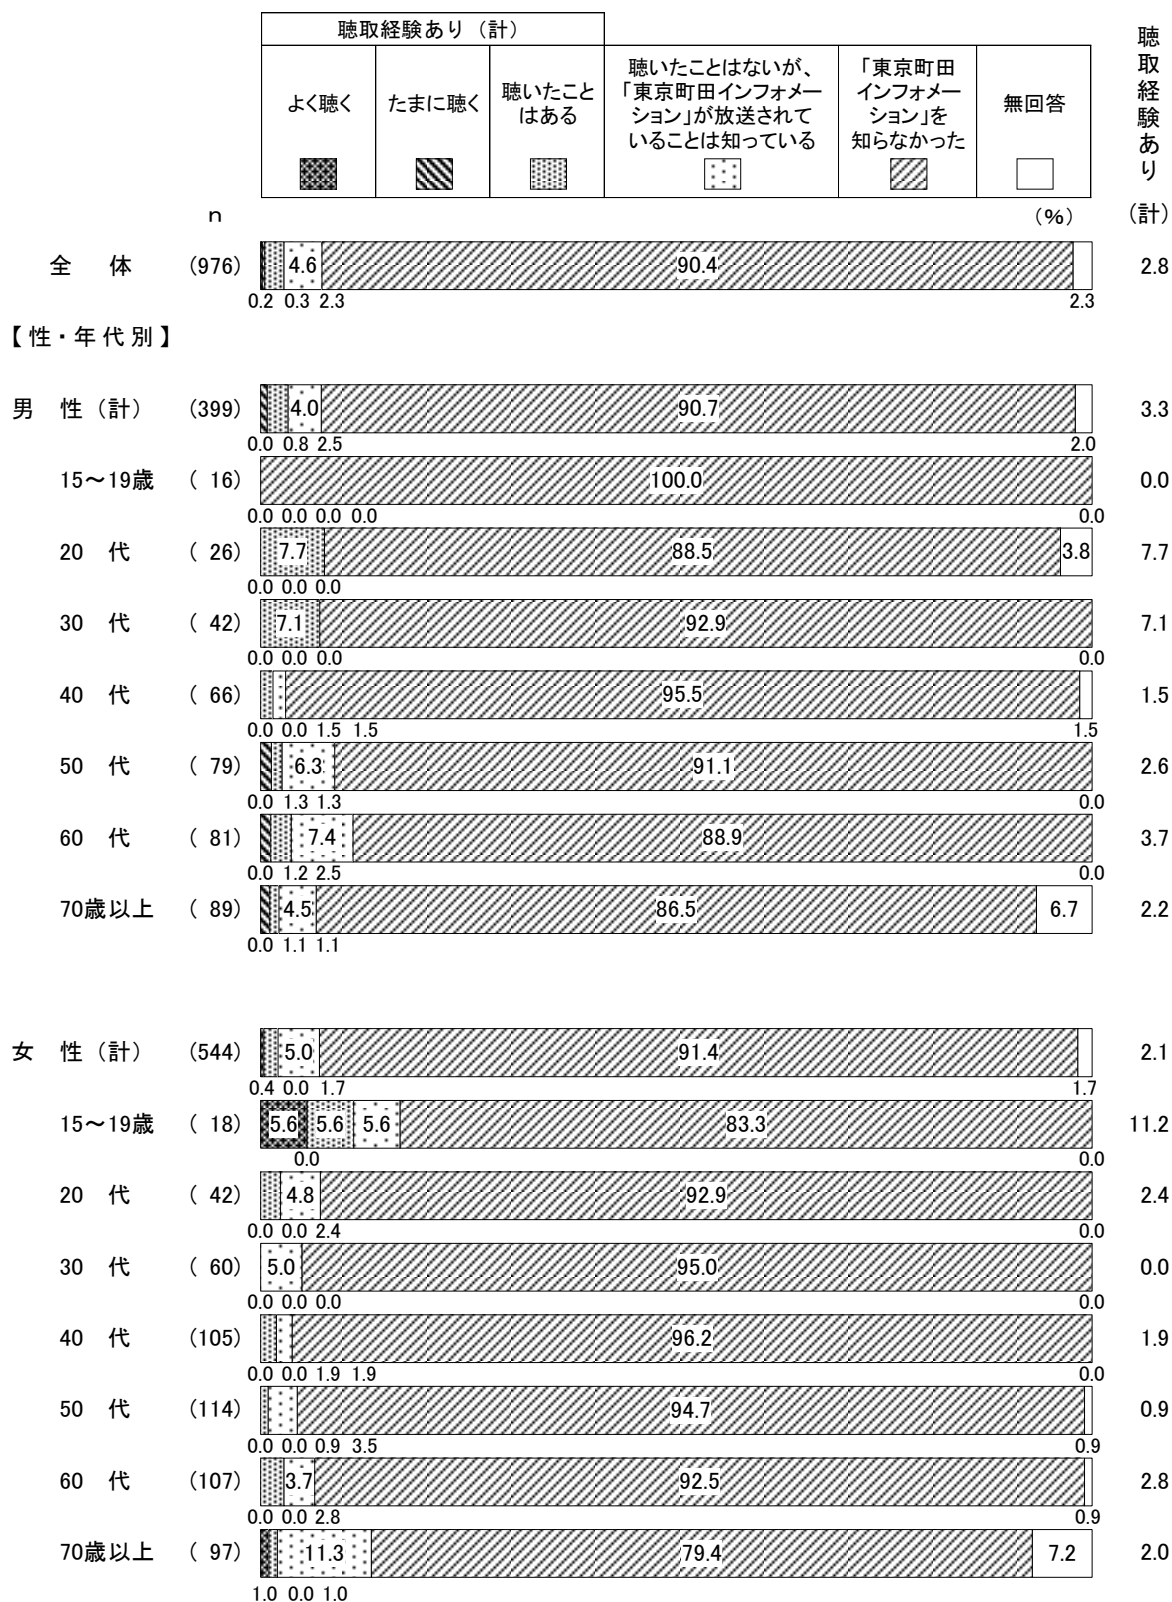 聴取経験あり（計）
よく聴く
たまに聴く
聴いたこと
はある
聴いたことはないが、
「東京町田インフォメー
ション」が放送されて
いることは知っている
「東京町田
インフォメー
ション」を
知らなかった
無回答
聴取経験あり
(計)
ｎ
（%）
全　体 (976) 4.6 90.4 2.8
0.2 0.3 2.3 2.3
【性・年代別】
男　性（計） (399) 4.0 90.7 3.3
0.0 0.8 2.5 2.0
15～19歳 ( 16) 100.0 0.0
0.0 0.0 0.0 0.0 0.0
20　代 ( 26) 7.7 88.5 3.8 7.7
0.0 0.0 0.0
30　代 ( 42) 7.1 92.9 7.1
0.0 0.0 0.0 0.0
40　代 ( 66) 95.5 1.5
0.0 0.0 1.5 1.5 1.5
50　代 ( 79) 6.3 91.1 2.6
0.0 1.3 1.3 0.0
60　代 ( 81) 7.4 88.9 3.7
0.0 1.2 2.5 0.0
70歳以上 ( 89) 4.5 86.5 6.7 2.2
0.0 1.1 1.1
女　性（計） (544) 5.0 91.4 2.1
0.4 0.0 1.7 1.7
15～19歳 ( 18) 5.6 5.6 5.6 83.3 11.2
0.0 0.0
20　代 ( 42) 4.8 92.9 2.4
0.0 0.0 2.4 0.0
30　代 ( 60) 5.0 95.0 0.0
0.0 0.0 0.0 0.0
40　代 (105) 96.2 1.9
0.0 0.0 1.9 1.9 0.0
50　代 (114) 94.7 0.9
0.0 0.0 0.9 3.5 0.9
60　代 (107) 3.7 92.5 2.8
0.0 0.0 2.8 0.9
70歳以上 ( 97) 11.3 79.4 7.2 2.0
1.0 0.0 1.0